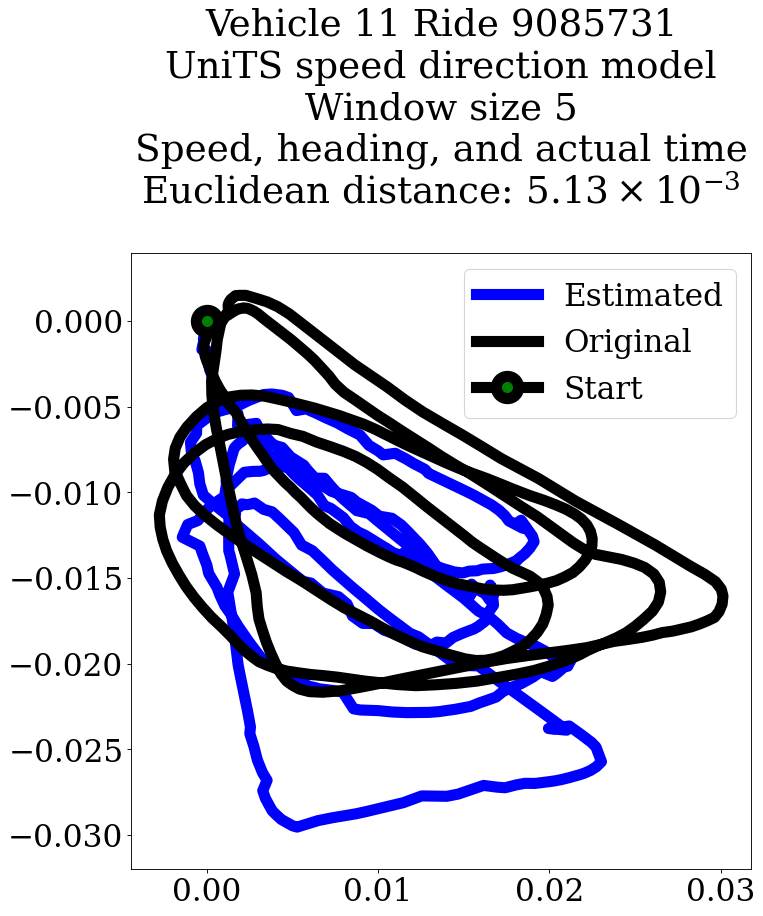 Vehicle 11 Ride 9085731
UniTS speed direction model
Window size 5
Speed, heading, and actual time
Euclidean distance: 5.13 × 10⁻³
Estimated
Original
Start
0.000
−0.005
−0.010
−0.015
−0.020
−0.025
−0.030
0.00 0.01 0.02 0.03